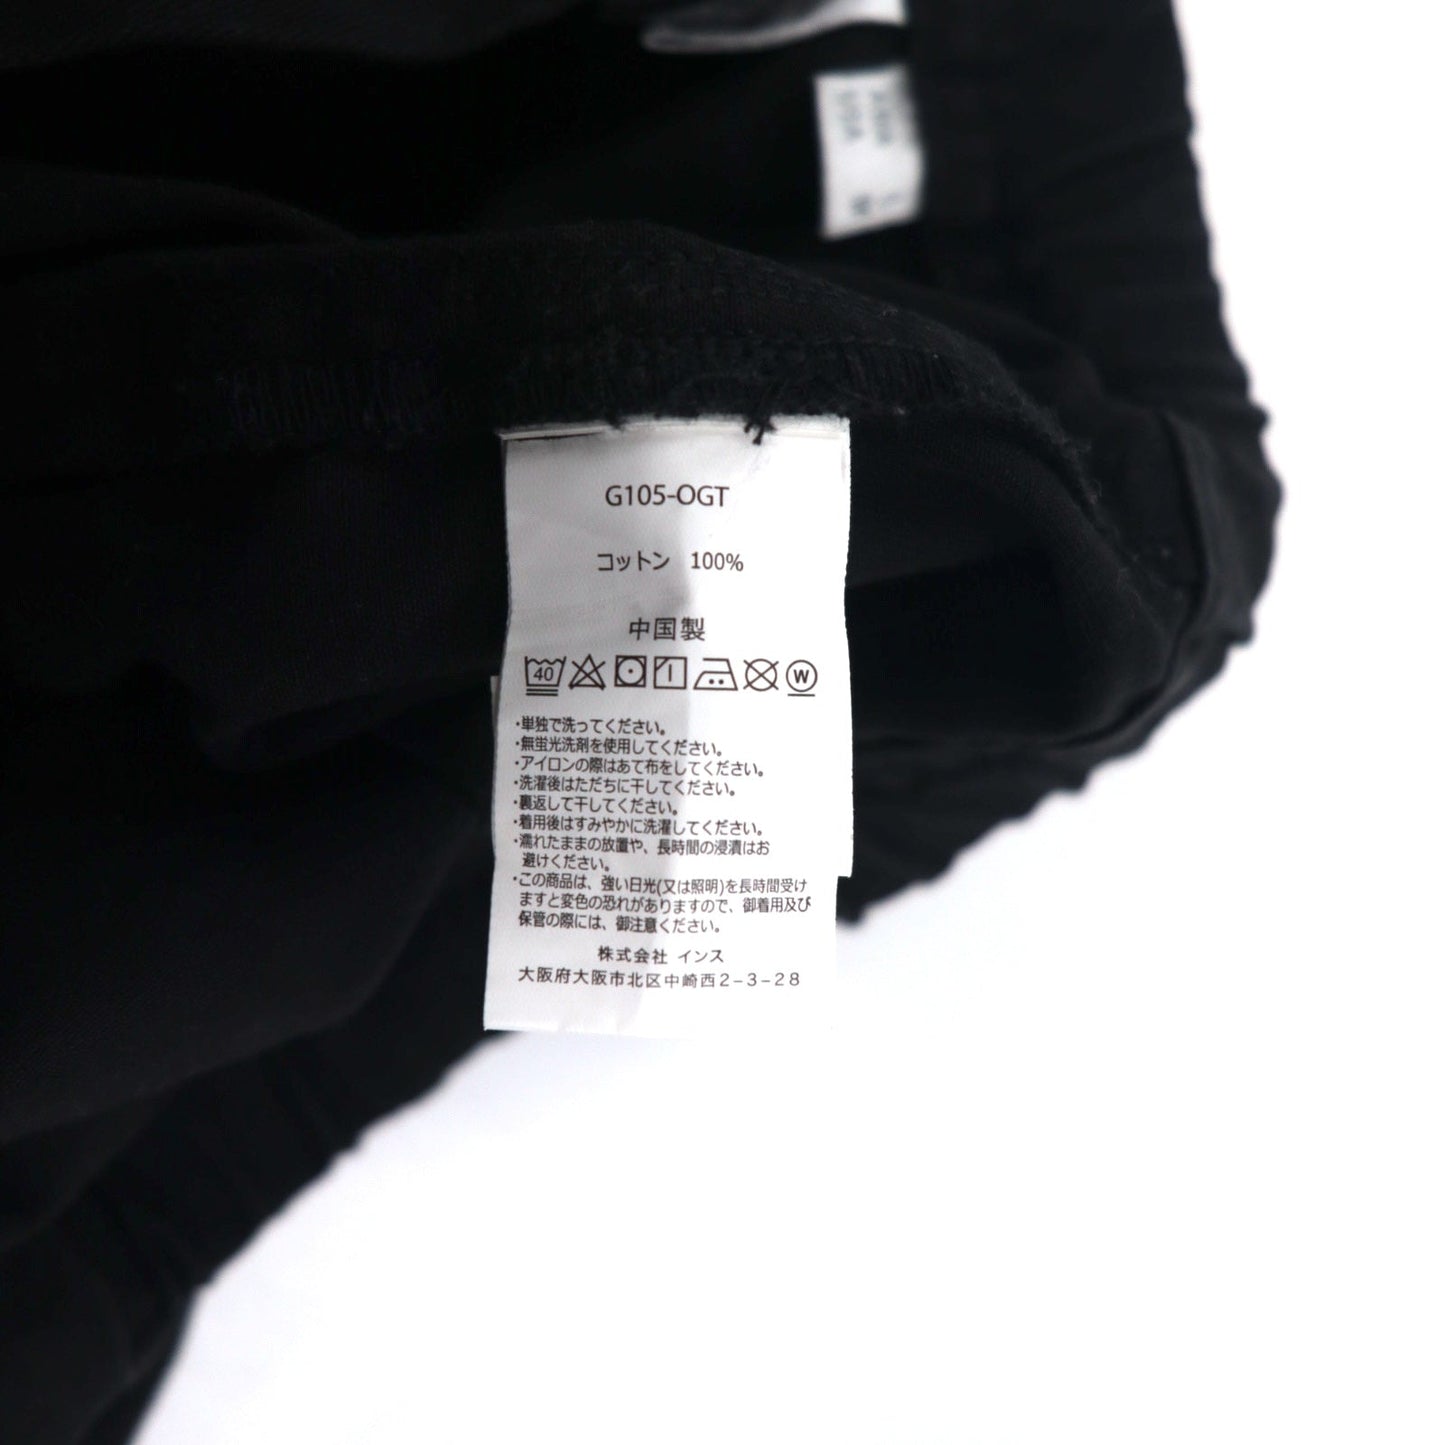 G105-OGT
コットン 100%
中国製
40 W
・単独で洗ってください。
・無蛍光洗剤を使用してください。
・アイロンの際はあて布をしてください。
・洗濯後はただちに干してください。
・裏返して干してください。
・着用後はすみやかに洗濯してください。
・濡れたままの放置や、長時間の浸漬はお
避けください。
・この商品は、強い日光(又は照明)を長時間受け
ますと変色の恐れがありますので、御着用及び
保管の際には、御注意ください。
株式会社 インス
大阪府大阪市北区中崎西2-3-28